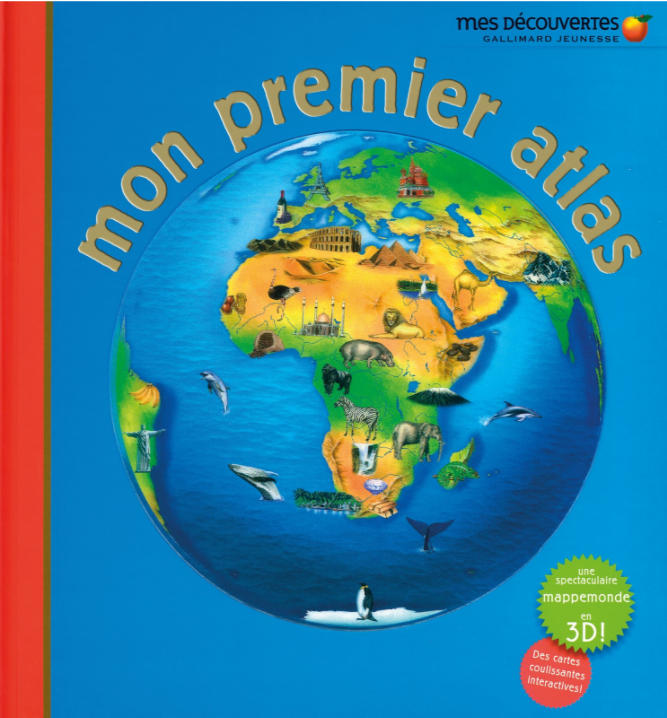 mes découvertes
GALLIMARD JEUNESSE
mon premier atlas
une
spectaculaire
mappemonde
en
3D!
Des cartes
coulissantes
interactives!